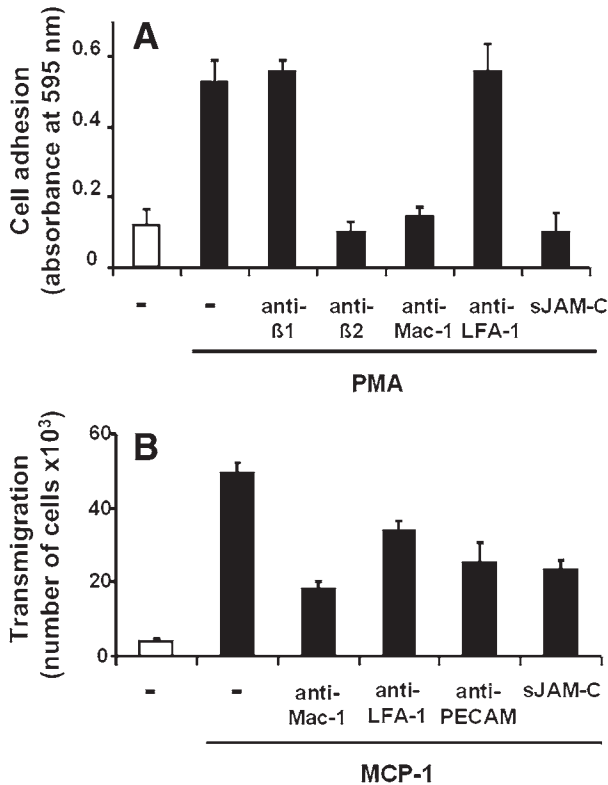 A
Cell adhesion
(absorbance at 595 nm)
0.6
0.4
0.2
0
- - anti- anti- anti- anti- sJAM-C
ß1 ß2 Mac-1 LFA-1
PMA
B
Transmigration
(number of cells x10³)
60
40
20
0
- - anti- anti- anti- sJAM-C
Mac-1 LFA-1 PECAM
MCP-1